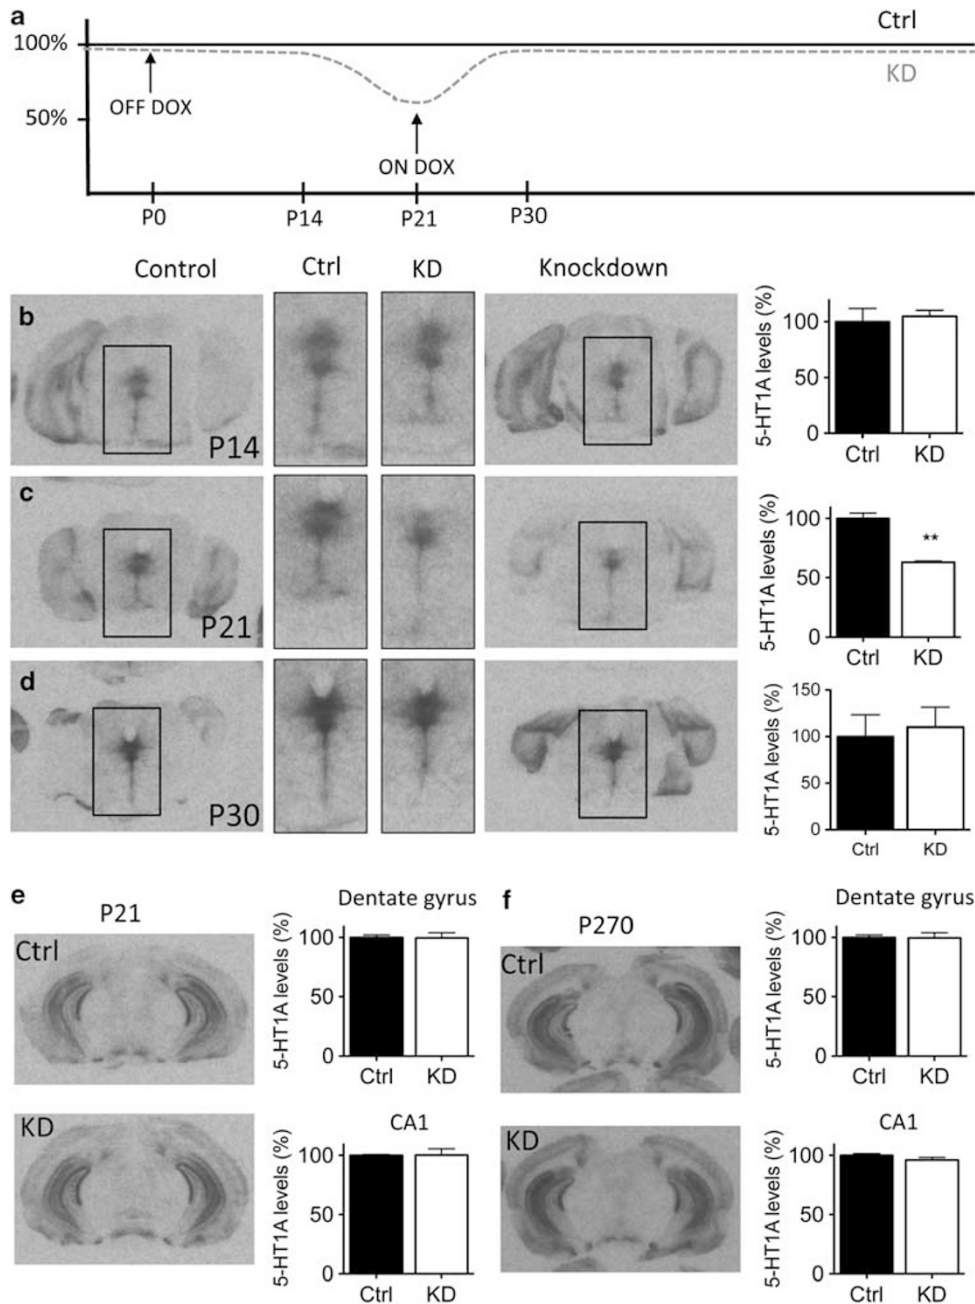 a
Ctrl
100%
KD
OFF DOX
50%
ON DOX
P0
P14
P21
P30
Control
Ctrl
KD
Knockdown
b
P14
5-HT1A levels (%)
100
50
0
Ctrl
KD
c
P21
5-HT1A levels (%)
100
**
50
0
Ctrl
KD
d
P30
5-HT1A levels (%)
150
100
50
0
Ctrl
KD
e
P21
Ctrl
Dentate gyrus
5-HT1A levels (%)
100
50
0
Ctrl
KD
KD
CA1
5-HT1A levels (%)
100
50
0
Ctrl
KD
f
P270
Ctrl
Dentate gyrus
5-HT1A levels (%)
100
50
0
Ctrl
KD
KD
CA1
5-HT1A levels (%)
100
50
0
Ctrl
KD